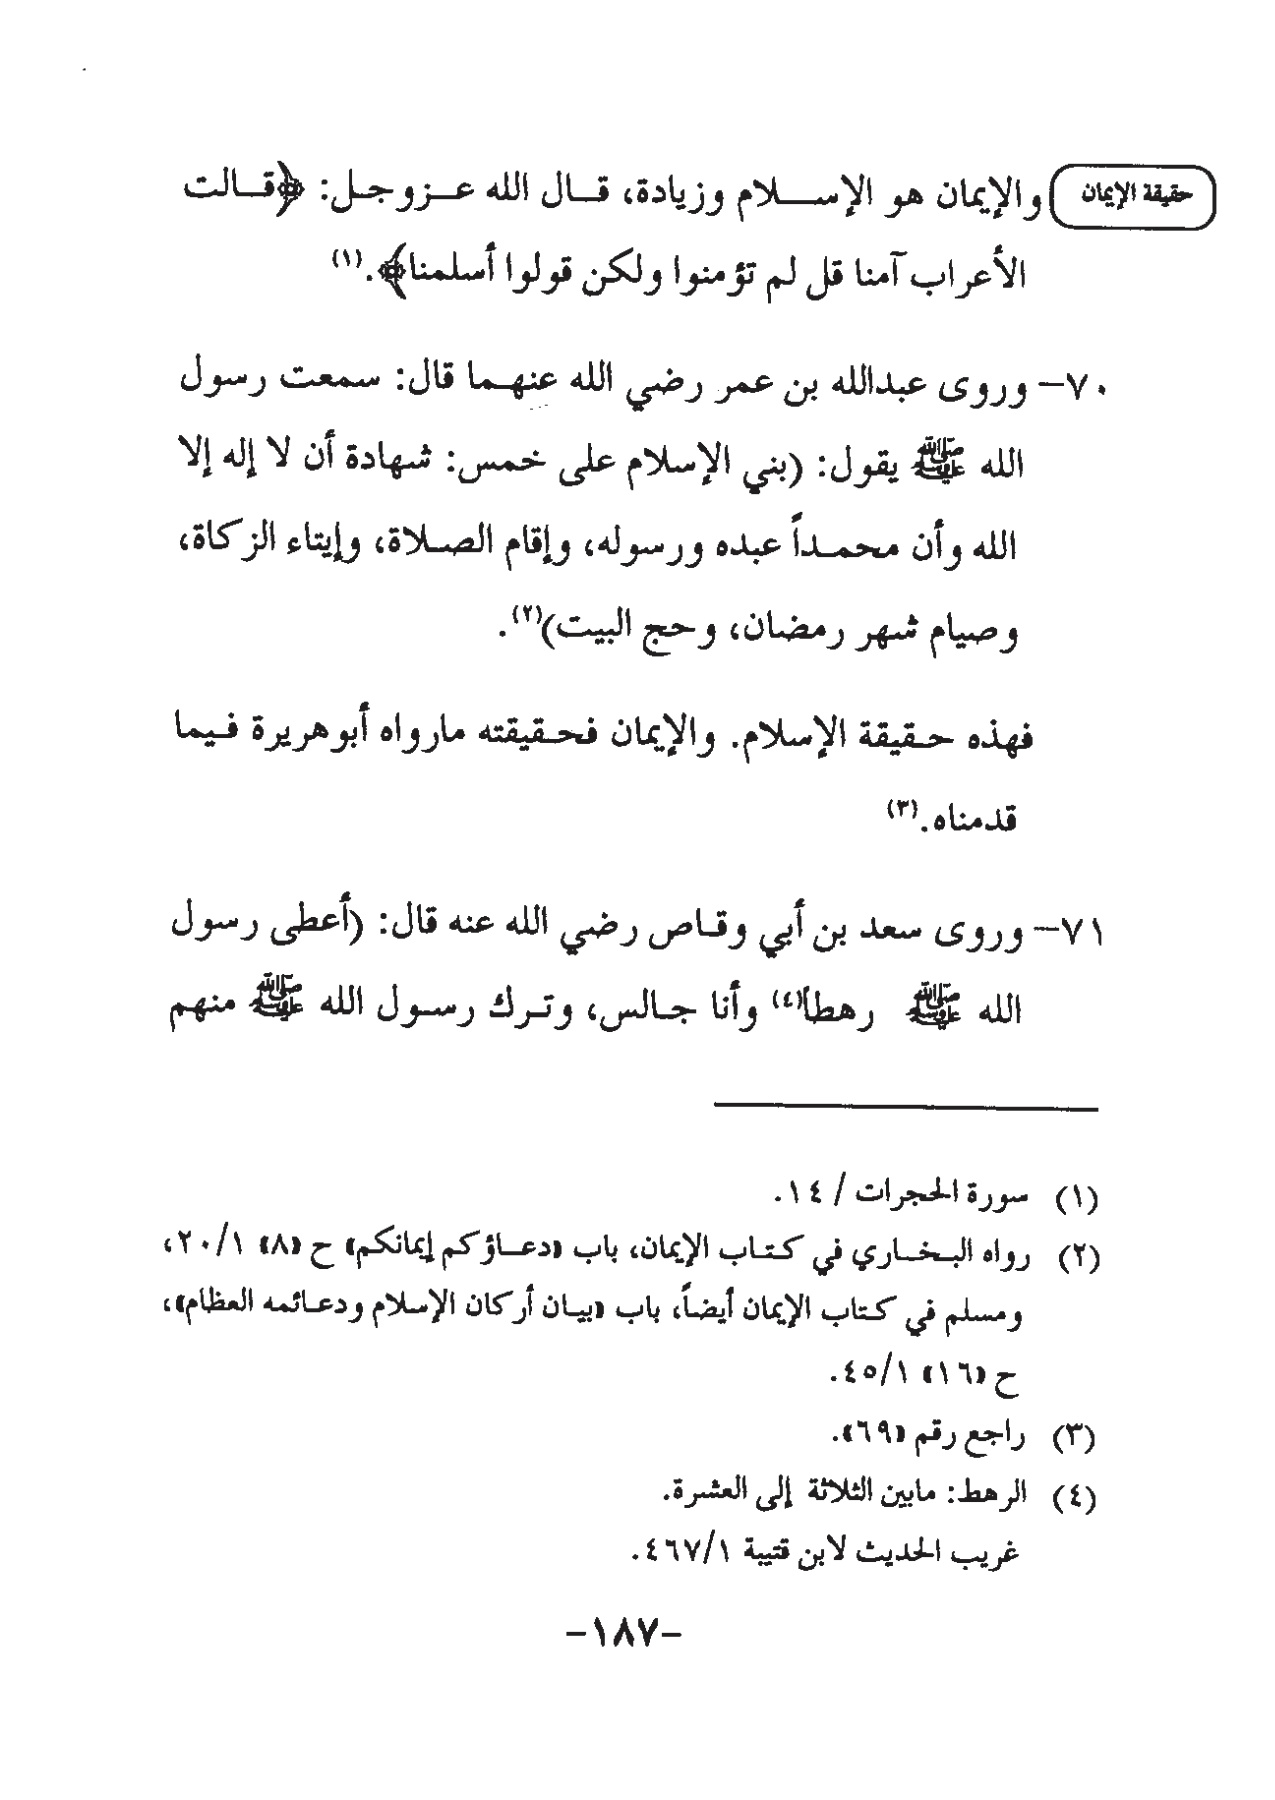 حقيقة الإيمان
والإيمان هو الإسلام وزيادة، قال الله عزوجل: ﴿قالت
الأعراب آمنا قل لم تؤمنوا ولكن قولوا أسلمنا﴾.(١)
٧٠- وروى عبدالله بن عمر رضي الله عنهما قال: سمعت رسول
الله ﷺ يقول: (بني الإسلام على خمس: شهادة أن لا إله إلا
الله وأن محمداً عبده ورسوله، وإقام الصلاة، وإيتاء الزكاة،
وصيام شهر رمضان، وحج البيت)(٢).
فهذه حقيقة الإسلام. والإيمان فحقيقته مارواه أبوهريرة فيما
قدمناه.(٣)
٧١- وروى سعد بن أبي وقاص رضي الله عنه قال: (أعطى رسول
الله ﷺ رهطاً(٤) وأنا جالس، وترك رسول الله ﷺ منهم
(١) سورة الحجرات / ١٤.
(٢) رواه البخاري في كتاب الإيمان، باب «دعاؤكم إيمانكم» ح «٨» ٢٠/١،
ومسلم في كتاب الإيمان أيضاً، باب «بيان أركان الإسلام ودعائمه العظام»،
ح «١٦» ٤٥/١.
(٣) راجع رقم «٦٩».
(٤) الرهط: مابين الثلاثة إلى العشرة.
غريب الحديث لابن قتيبة ٤٦٧/١.
-١٨٧-